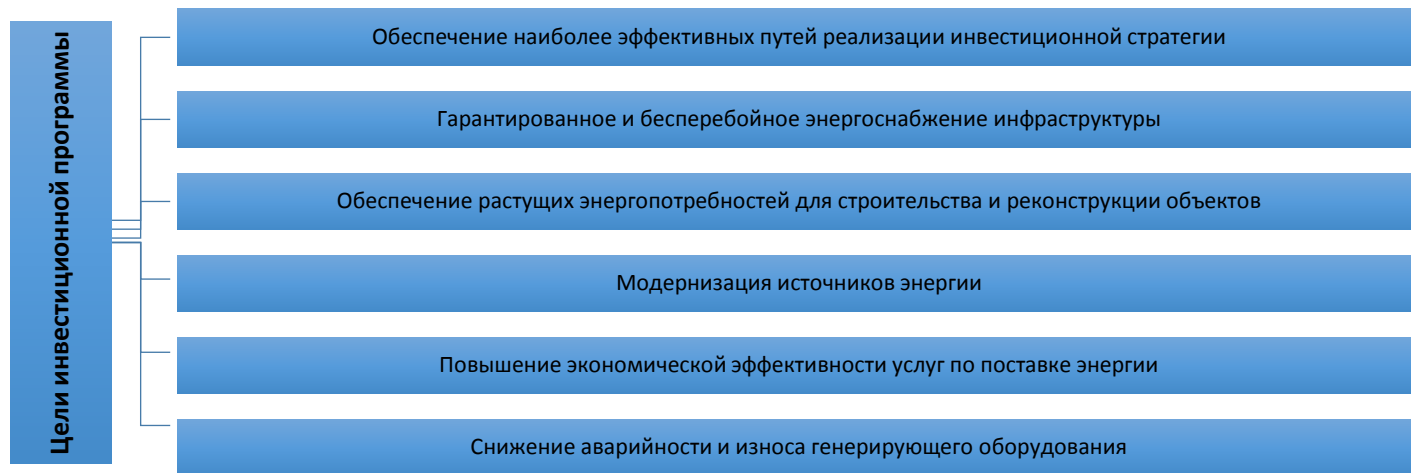 Цели инвестиционной программы
Обеспечение наиболее эффективных путей реализации инвестиционной стратегии
Гарантированное и бесперебойное энергоснабжение инфраструктуры
Обеспечение растущих энергопотребностей для строительства и реконструкции объектов
Модернизация источников энергии
Повышение экономической эффективности услуг по поставке энергии
Снижение аварийности и износа генерирующего оборудования